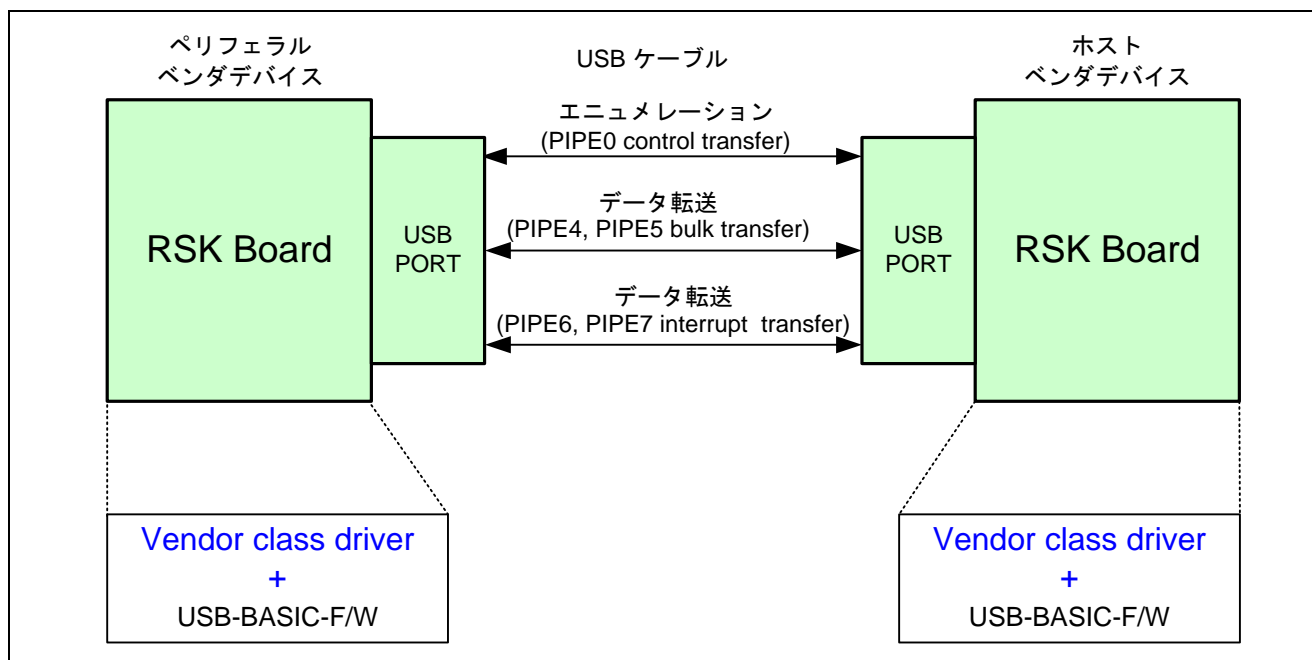 ペリフェラル
ベンダデバイス
USB ケーブル
ホスト
ベンダデバイス
エニュメレーション
(PIPE0 control transfer)
データ転送
(PIPE4, PIPE5 bulk transfer)
データ転送
(PIPE6, PIPE7 interrupt transfer)
RSK Board
USB
PORT
USB
PORT
RSK Board
Vendor class driver
+
USB-BASIC-F/W
Vendor class driver
+
USB-BASIC-F/W